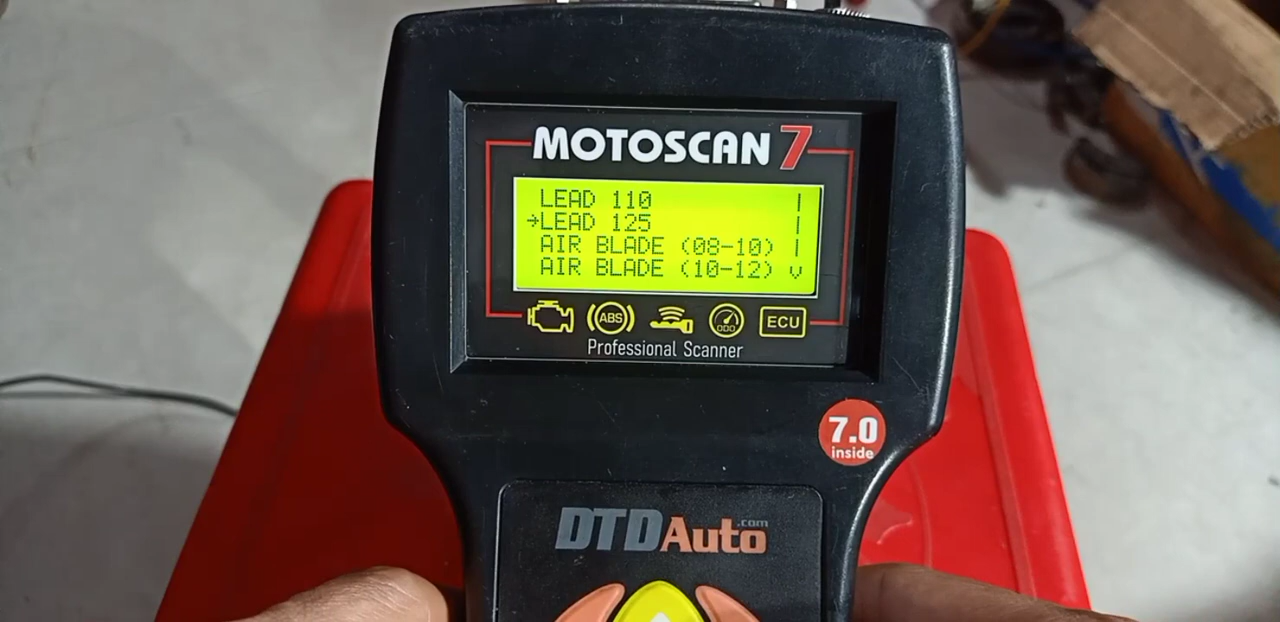 MOTOSCAN 7
LEAD 110
→LEAD 125
AIR BLADE (08-10)
AIR BLADE (10-12) v
ABS
ECU
Professional Scanner
7.0
inside
DTDAuto.com